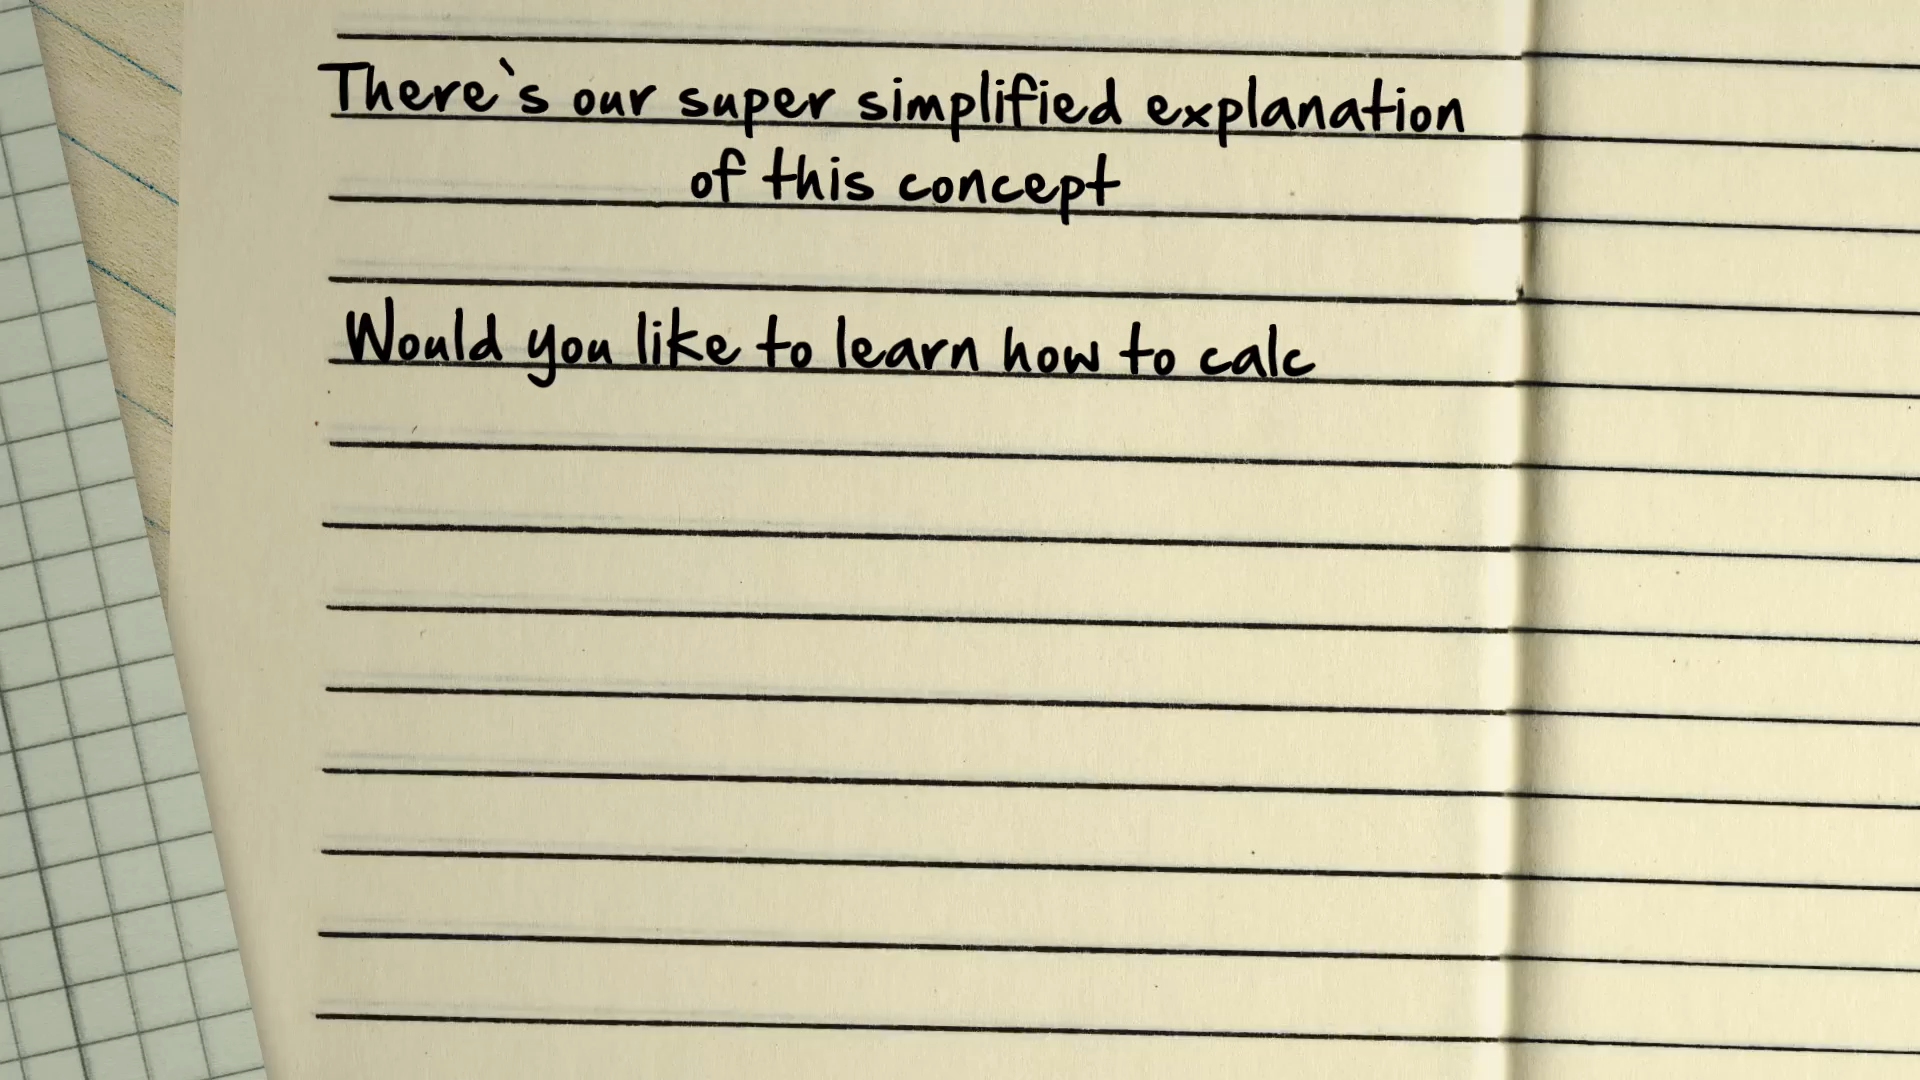 There`s our super simplified explanation
of this concept
Would you like to learn how to calc